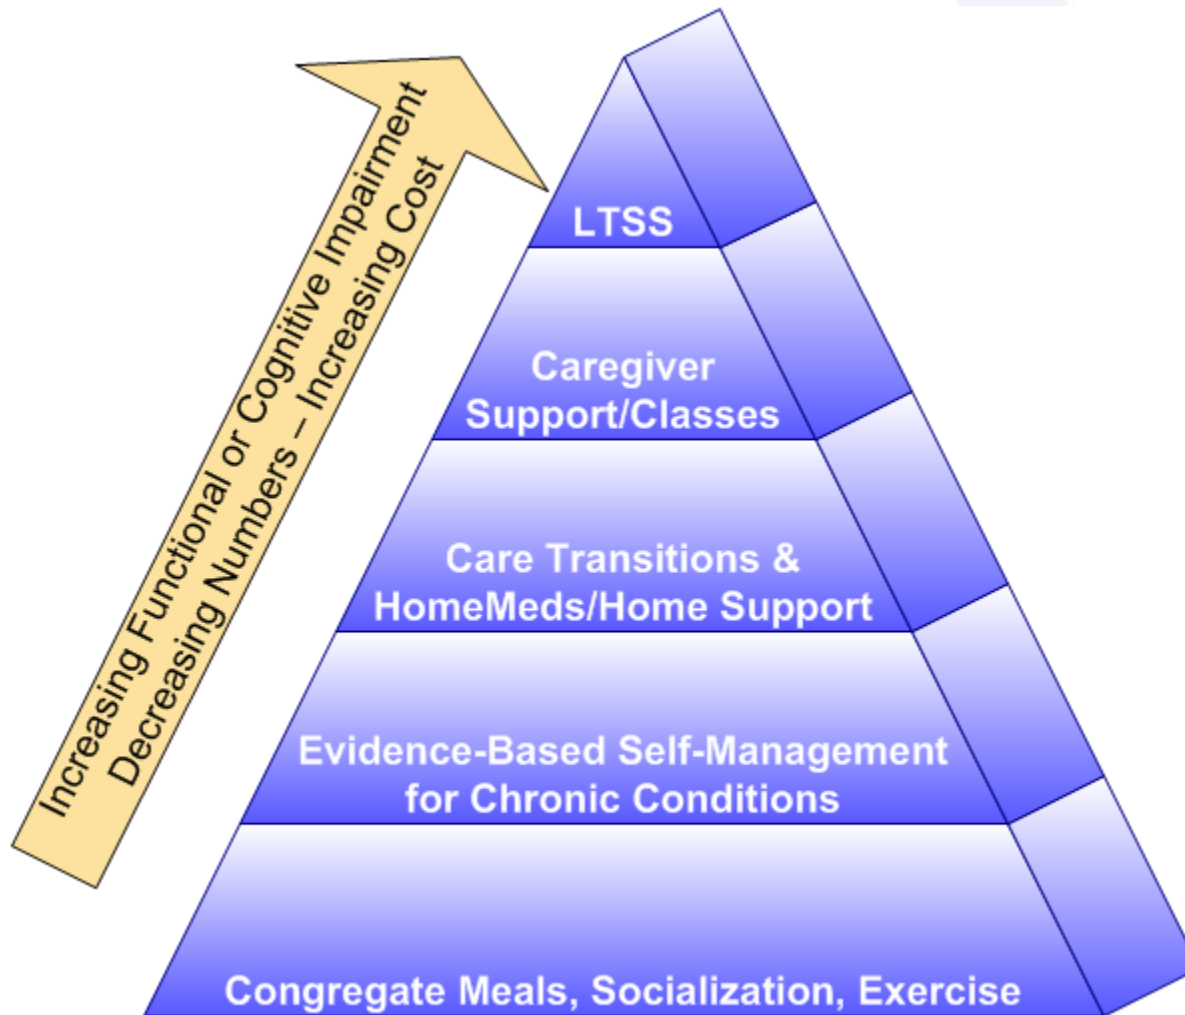 Increasing Functional or Cognitive Impairment
Decreasing Numbers – Increasing Cost
LTSS
Caregiver
Support/Classes
Care Transitions &
HomeMeds/Home Support
Evidence-Based Self-Management
for Chronic Conditions
Congregate Meals, Socialization, Exercise